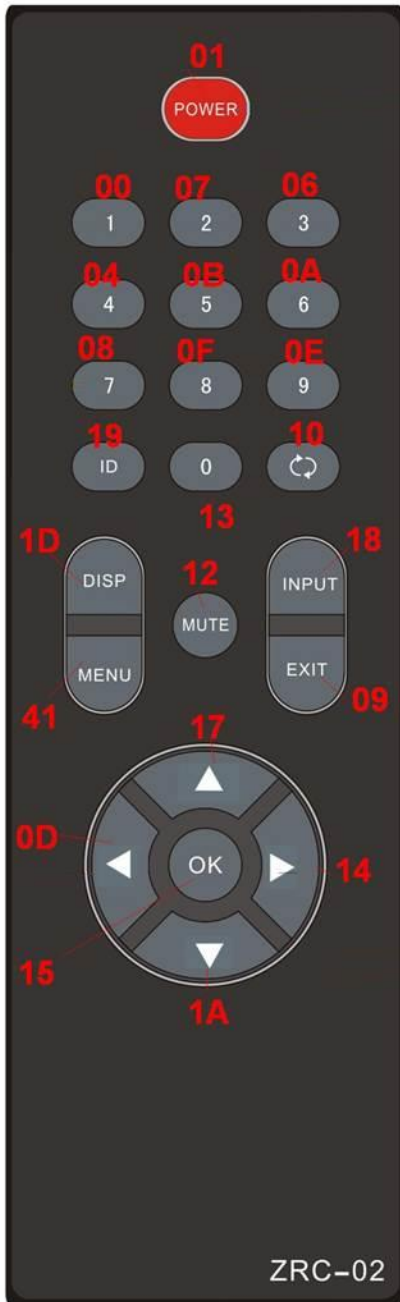 01
POWER
00 07 06
1 2 3
04 0B 0A
4 5 6
08 0F 0E
7 8 9
19 10
ID 0
13
1D 12 18
DISP INPUT
MUTE
MENU EXIT
41 09
17
0D
OK
14
15
1A
ZRC-02